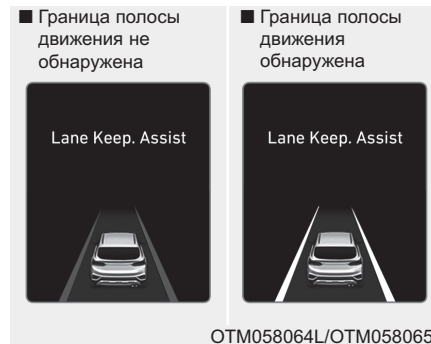 ■ Граница полосы
движения не
обнаружена
Lane Keep. Assist
■ Граница полосы
движения
обнаружена
Lane Keep. Assist
OTM058064L/OTM058065